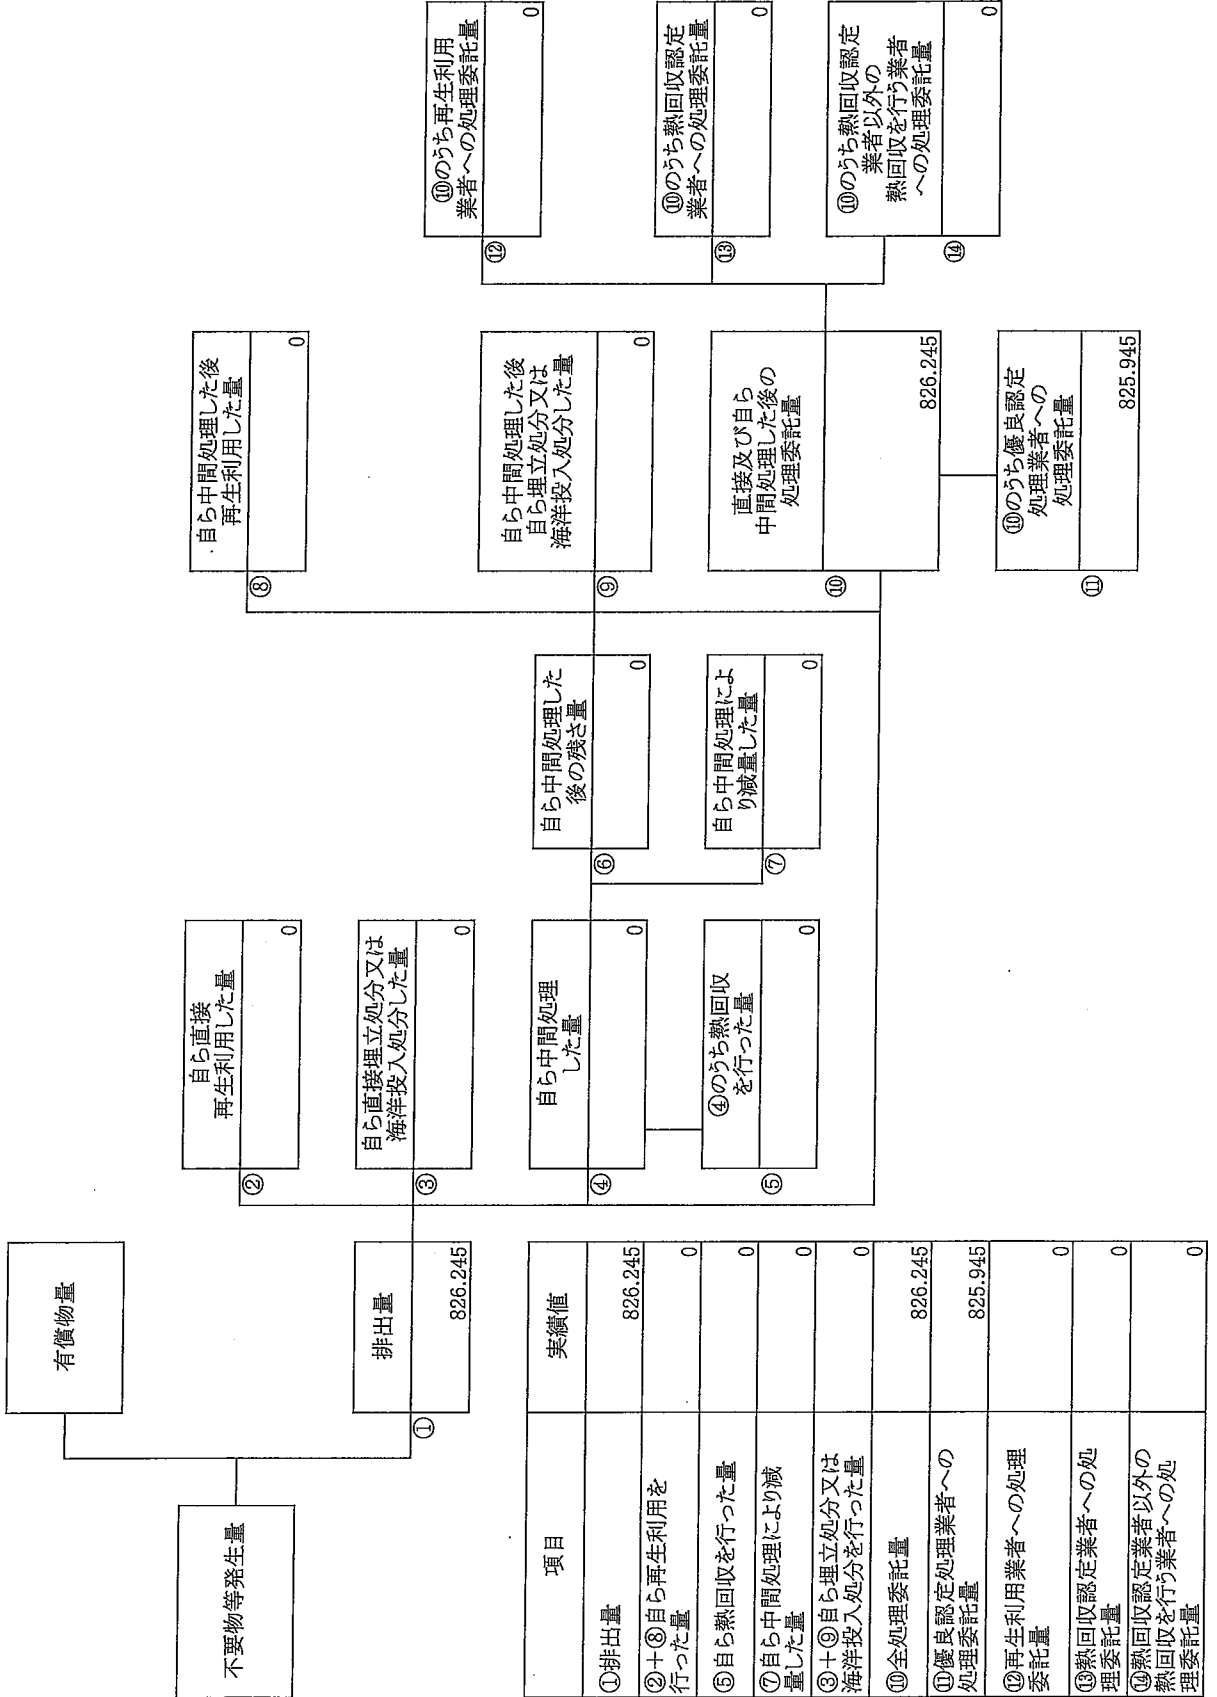 不要物等発生量
有償物量
排出量
①
826.245
自ら直接
再生利用した量
②
0
自ら直接埋立処分又は
海洋投入処分した量
③
0
自ら中間処理
した量
④
0
④のうち熱回収
を行った量
⑤
0
自ら中間処理した
後の残さ量
⑥
0
自ら中間処理によ
り減量した量
⑦
0
自ら中間処理した後
再生利用した量
⑧
0
自ら中間処理した後
自ら埋立処分又は
海洋投入処分した量
⑨
0
直接及び自ら
中間処理した後の
処理委託量
⑩
826.245
⑩のうち優良認定
処理業者への
処理委託量
⑪
825.945
⑩のうち再生利用
業者への処理委託量
⑫
0
⑩のうち熱回収認定
業者への処理委託量
⑬
0
⑩のうち熱回収認定
業者以外の
熱回収を行う業者
への処理委託量
⑭
0
項目 実績値
①排出量 826.245
②+⑧自ら再生利用を
行った量 0
⑤自ら熱回収を行った量 0
⑦自ら中間処理により減
量した量 0
③+⑨自ら埋立処分又は
海洋投入処分を行った量 0
⑩全処理委託量 826.245
⑪優良認定処理業者への
処理委託量 825.945
⑫再生利用業者への処理
委託量 0
⑬熱回収認定業者への処
理委託量 0
⑭熱回収認定業者以外の
熱回収を行う業者への処
理委託量 0